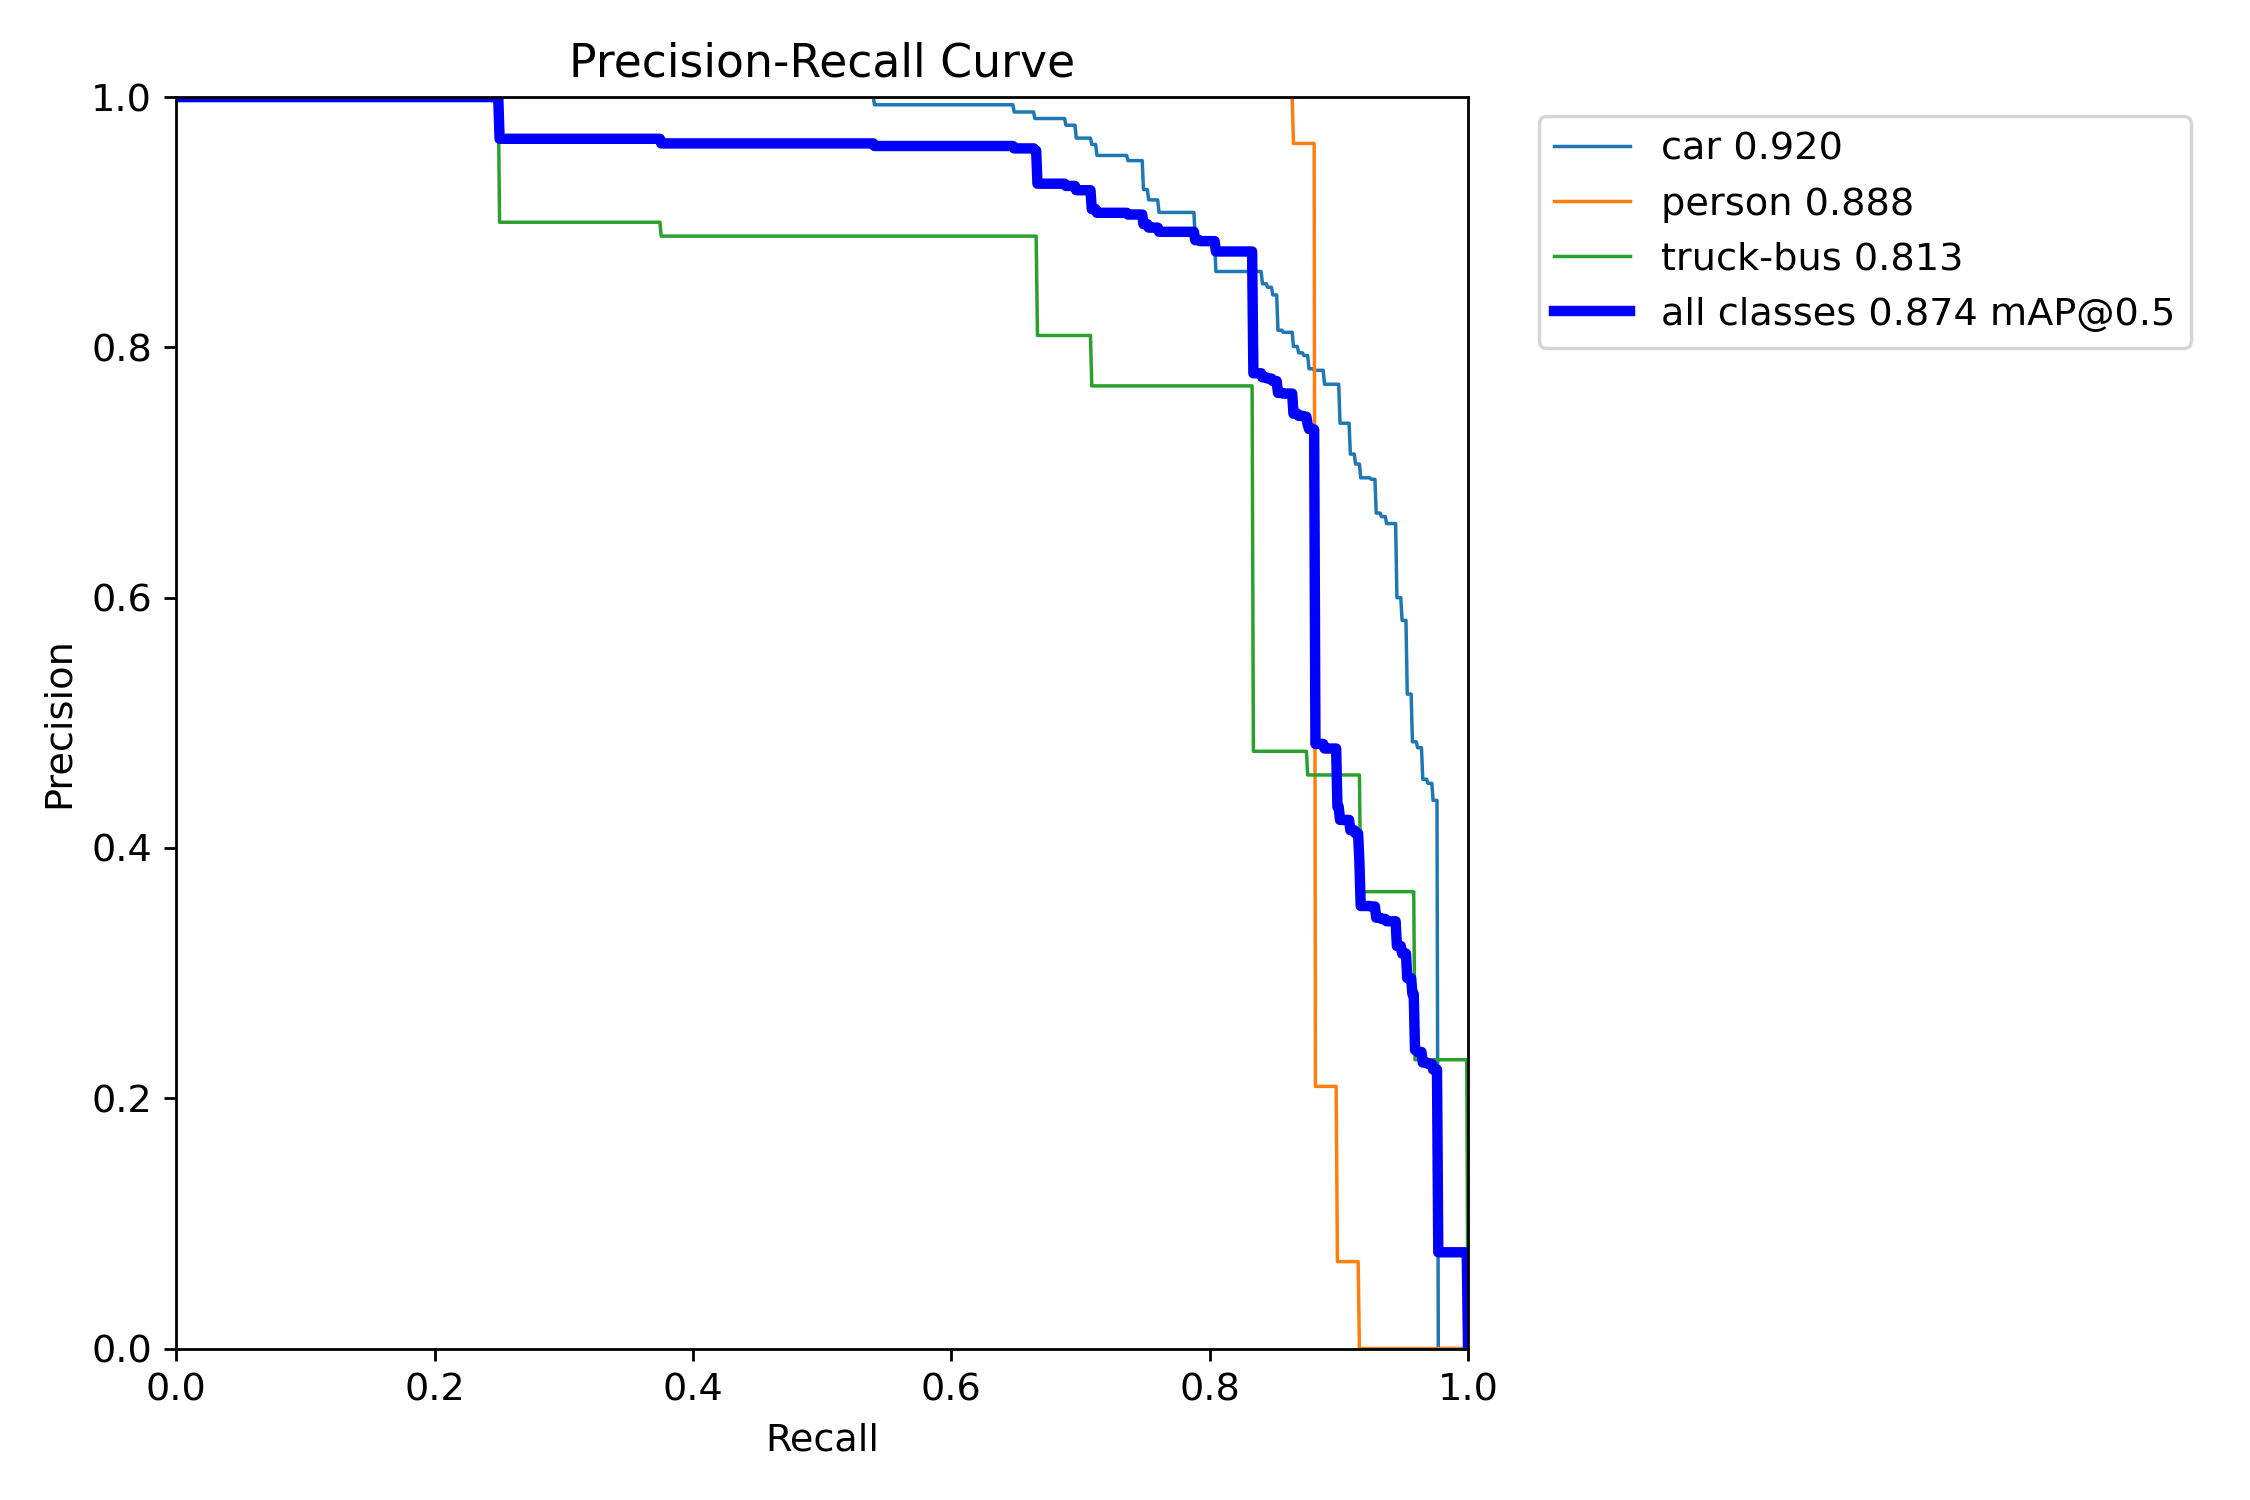 Precision-Recall Curve
1.0
0.8
0.6
0.4
0.2
0.0
Precision
0.0 0.2 0.4 0.6 0.8 1.0
Recall
car 0.920
person 0.888
truck-bus 0.813
all classes 0.874 mAP@0.5